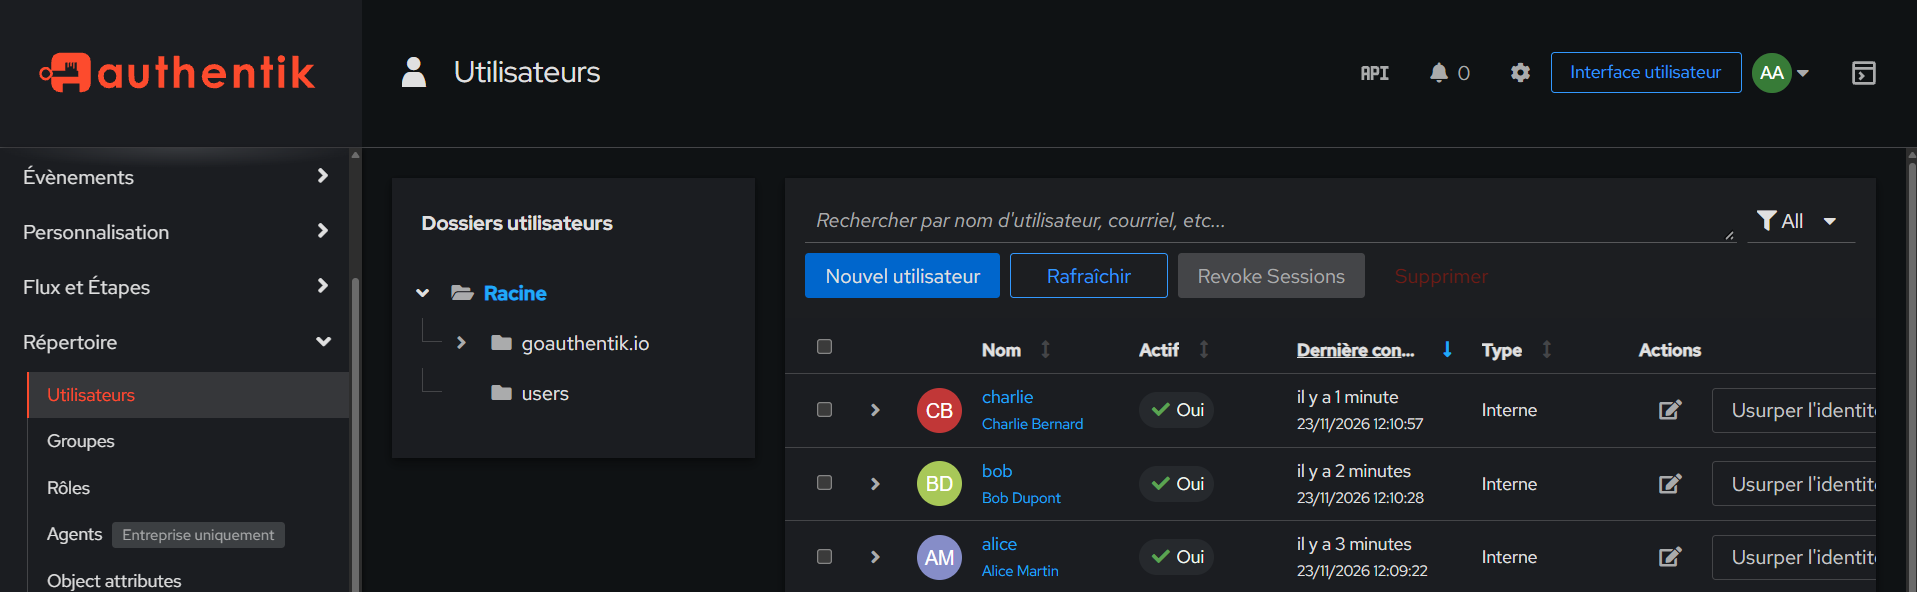 authentik
Utilisateurs
API
0
Interface utilisateur
AA
Évènements
Personnalisation
Flux et Étapes
Répertoire
Utilisateurs
Groupes
Rôles
Agents Entreprise uniquement
Object attributes
Dossiers utilisateurs
Racine
goauthentik.io
users
Rechercher par nom d'utilisateur, courriel, etc...
All
Nouvel utilisateur Rafraîchir Revoke Sessions Supprimer
Nom Actif Dernière con... Type Actions
CB charlie Oui il y a 1 minute Interne Usurper l'identité
Charlie Bernard 23/11/2026 12:10:57
BD bob Oui il y a 2 minutes Interne Usurper l'identité
Bob Dupont 23/11/2026 12:10:28
AM alice Oui il y a 3 minutes Interne Usurper l'identité
Alice Martin 23/11/2026 12:09:22